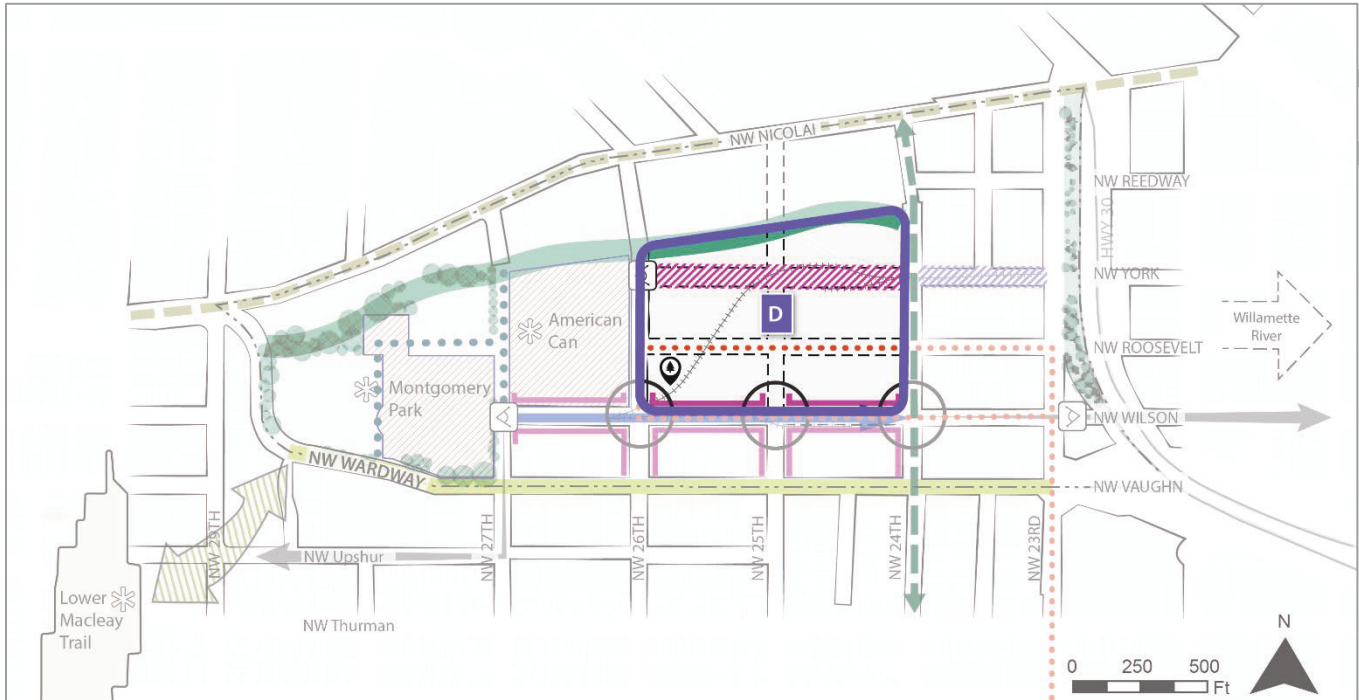 NW NICOLAI
NW REEDWAY
HWY 30
NW YORK
D
Willamette
River
American
Can
NW ROOSEVELT
Montgomery
Park
NW WILSON
NW WARDWAY
NW VAUGHN
NW 29TH
NW 27TH
NW 26TH
NW 25TH
NW 24TH
NW 23RD
NW Upshur
Lower
Macleay
Trail
NW Thurman
N
0 250 500
Ft